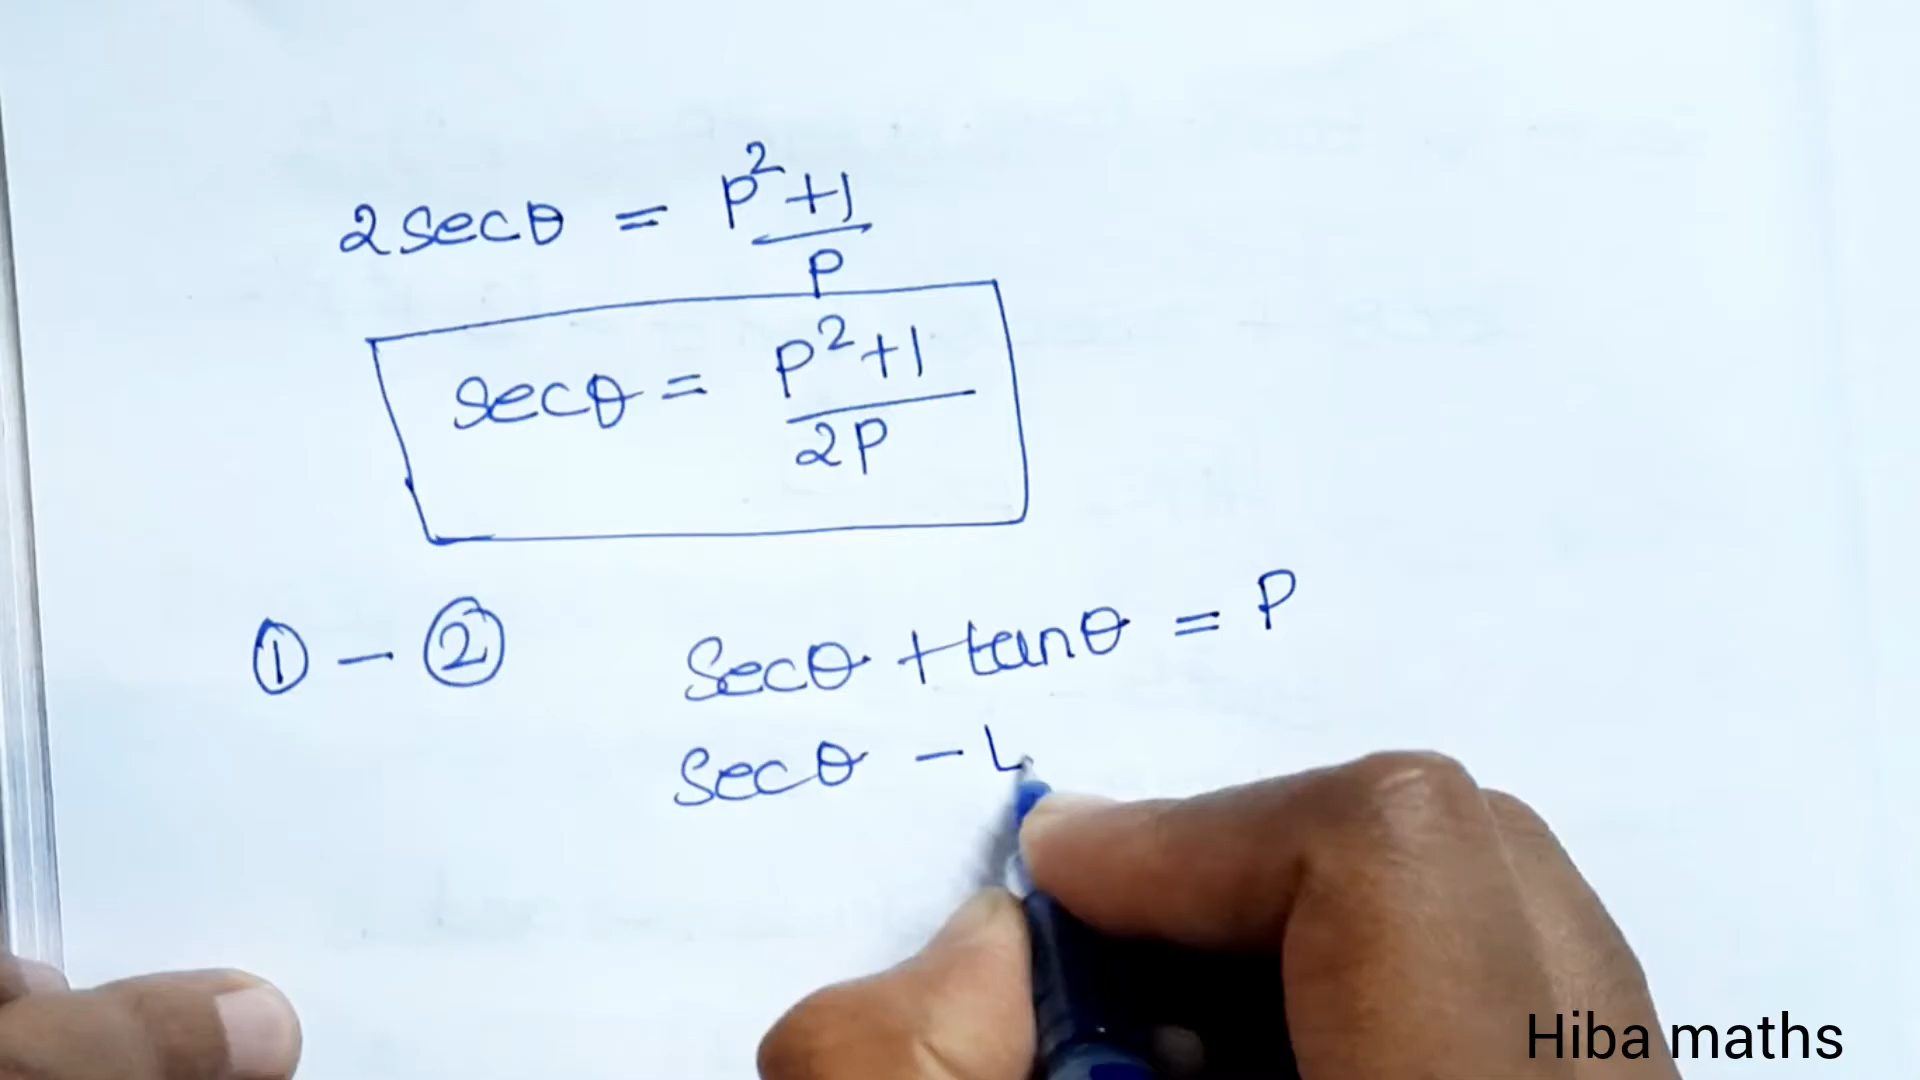 2secθ = p²+1/p
secθ = p²+1/2p
① - ② secθ + tanθ = p
secθ -
Hiba maths